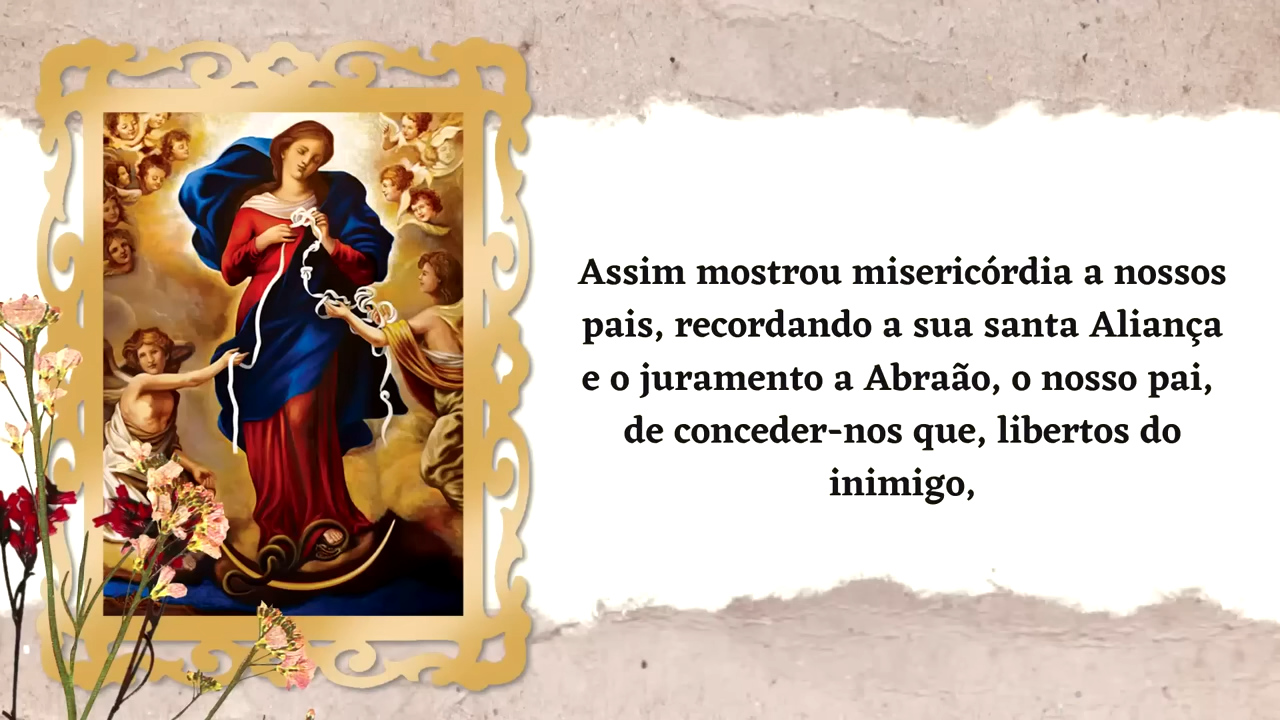 Assim mostrou misericórdia a nossos
pais, recordando a sua santa Aliança
e o juramento a Abraão, o nosso pai,
de conceder-nos que, libertos do
inimigo,